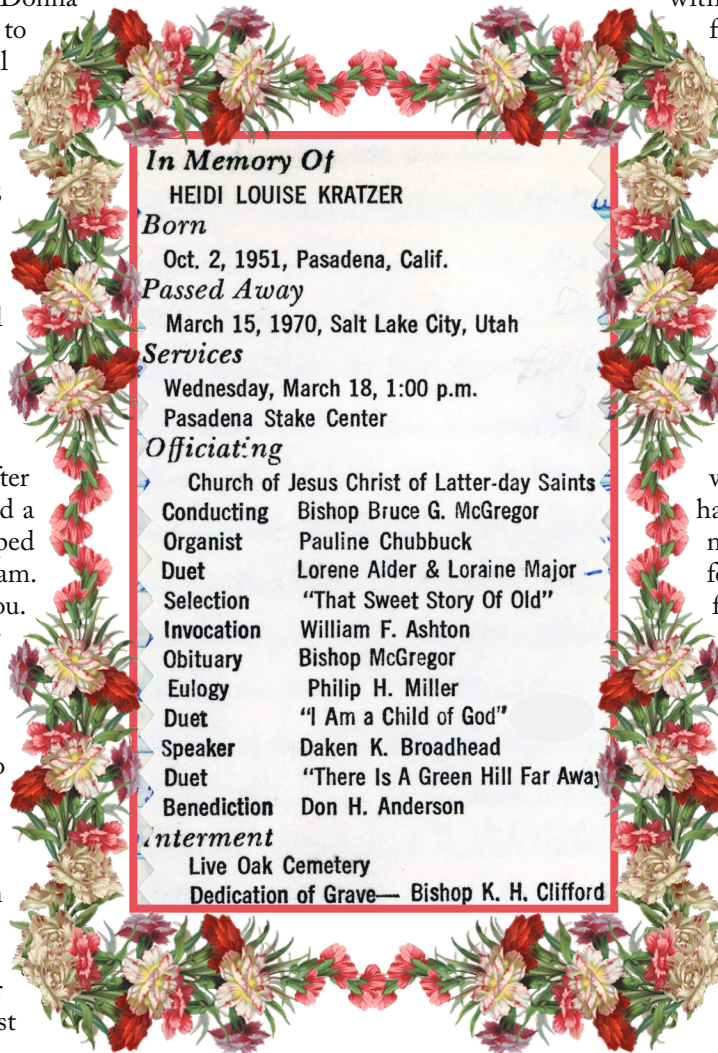 Donna
to
In Memory Of
HEIDI LOUISE KRATZER
Born
Oct. 2, 1951, Pasadena, Calif.
Passed Away
March 15, 1970, Salt Lake City, Utah
Services
Wednesday, March 18, 1:00 p.m.
Pasadena Stake Center
Officiating
Church of Jesus Christ of Latter-day Saints
Conducting Bishop Bruce G. McGregor
Organist Pauline Chubbuck
Duet Lorene Alder & Loraine Major
Selection "That Sweet Story Of Old"
Invocation William F. Ashton
Obituary Bishop McGregor
Eulogy Philip H. Miller
Duet "I Am a Child of God"
Speaker Daken K. Broadhead
Duet "There Is A Green Hill Far Away
Benediction Don H. Anderson
Interment
Live Oak Cemetery
Dedication of Grave— Bishop K. H. Clifford